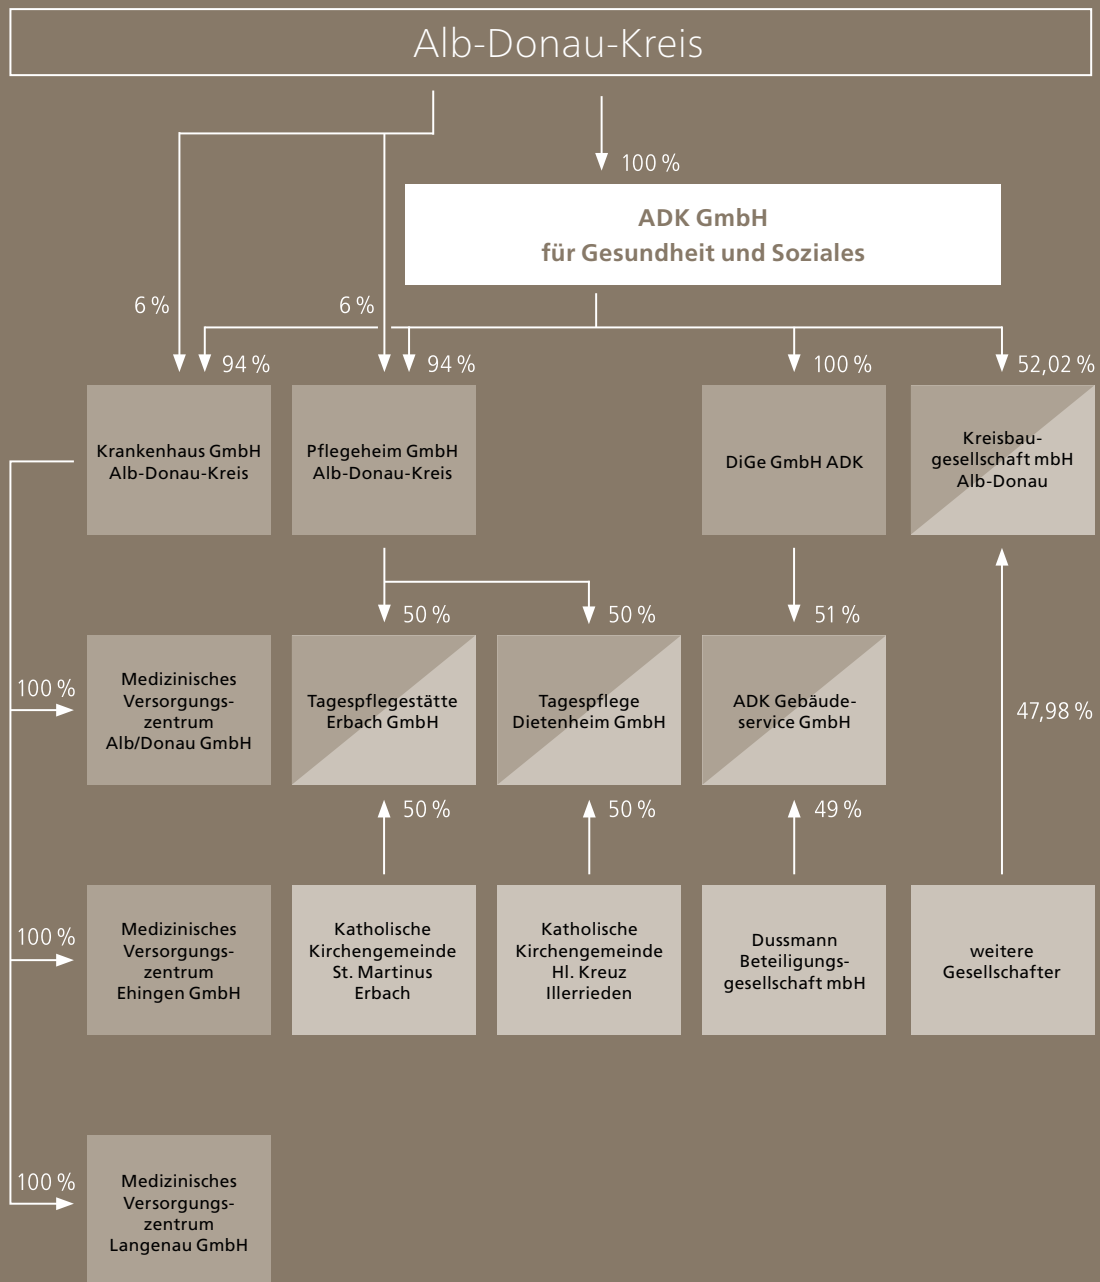 Alb-Donau-Kreis
100 %
ADK GmbH
für Gesundheit und Soziales
6 %
6 %
94 %
94 %
100 %
52,02 %
Krankenhaus GmbH
Alb-Donau-Kreis
Pflegeheim GmbH
Alb-Donau-Kreis
DiGe GmbH ADK
Kreisbau-
gesellschaft mbH
Alb-Donau
50 %
50 %
51 %
100 %
Medizinisches
Versorgungs-
zentrum
Alb/Donau GmbH
Tagespflegestätte
Erbach GmbH
Tagespflege
Dietenheim GmbH
ADK Gebäude-
service GmbH
47,98 %
50 %
50 %
49 %
100 %
Medizinisches
Versorgungs-
zentrum
Ehingen GmbH
Katholische
Kirchengemeinde
St. Martinus
Erbach
Katholische
Kirchengemeinde
Hl. Kreuz
Illerrieden
Dussmann
Beteiligungs-
gesellschaft mbH
weitere
Gesellschafter
100 %
Medizinisches
Versorgungs-
zentrum
Langenau GmbH